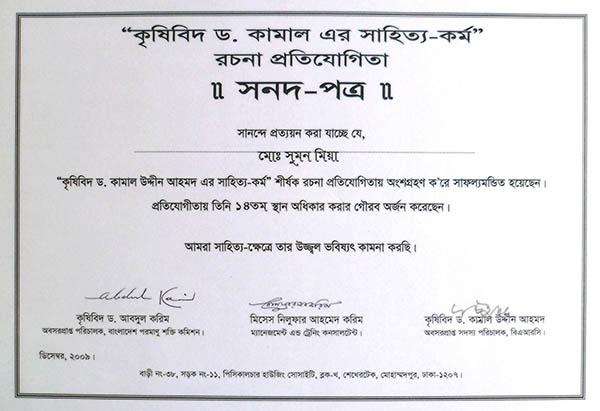 “কৃষিবিদ ড. কামাল এর সাহিত্য-কর্ম”
রচনা প্রতিযোগিতা
॥ সনদ-পত্র ॥
সানন্দে প্রত্যয়ন করা যাচ্ছে যে,
মোঃ সুমন মিয়া
“কৃষিবিদ ড. কামাল উদ্দীন আহমদ এর সাহিত্য-কর্ম” শীর্ষক রচনা প্রতিযোগিতায় অংশগ্রহণ ক’রে সাফল্যমন্ডিত হয়েছেন।
প্রতিযোগীতায় তিনি ১৪তম্ স্থান অধিকার করার গৌরব অর্জন করেছেন।
আমরা সাহিত্য-ক্ষেত্রে তার উজ্জ্বল ভবিষ্যৎ কামনা করছি।
Abdul Karim
কৃষিবিদ ড. আবদুল করিম মিসেস নিলুফার আহমেদ করিম কৃষিবিদ ড. কামাল উদ্দীন আহমদ
অবসরপ্রাপ্ত পরিচালক, বাংলাদেশ পরমাণু শক্তি কমিশন। ম্যানেজমেন্ট এন্ড ট্রেনিং কনসালটেন্ট। অবসরপ্রাপ্ত সদস্য পরিচালক, বিএআরসি।
ডিসেম্বর, ২০০৯।
বাড়ী নং-৩৮, সড়ক নং-১১, পিসিকালচার হাউজিং সোসাইটি, ব্লক-খ, শেখেরটেক, মোহাম্মদপুর, ঢাকা-১২০৭।